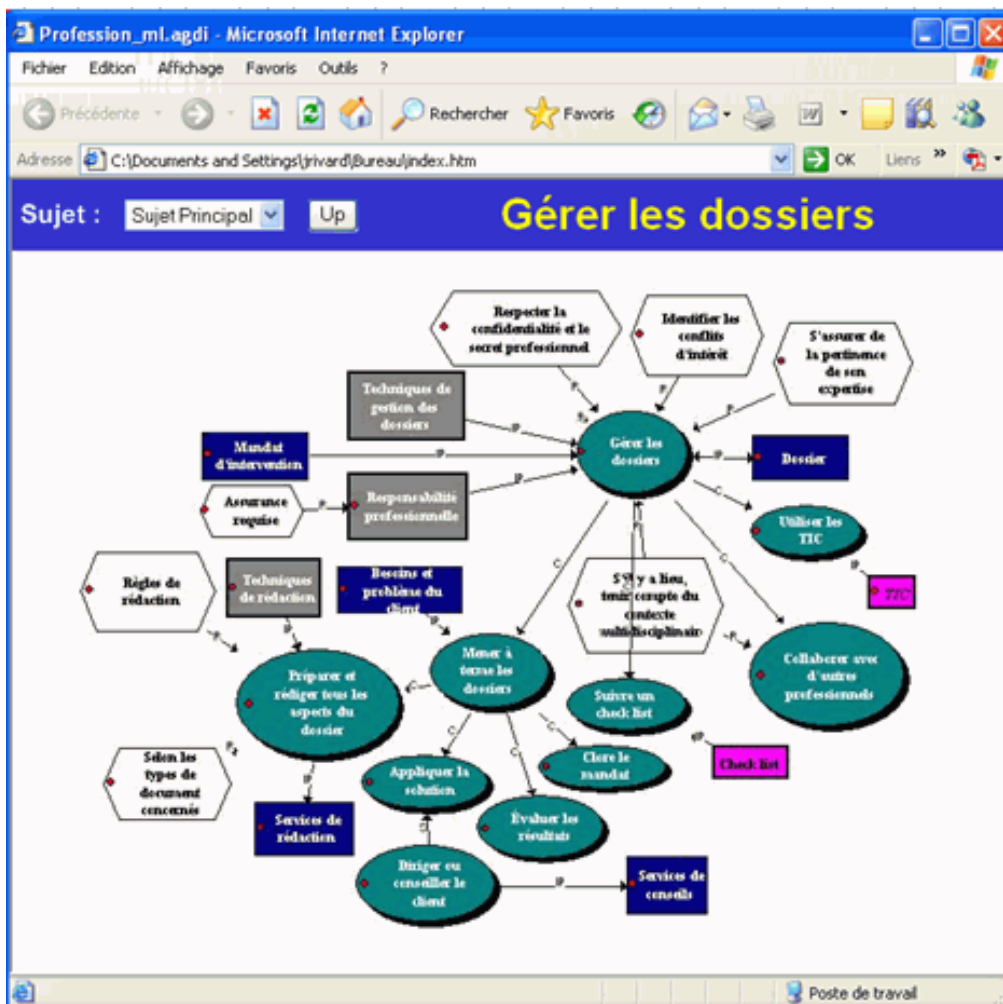 Profession_ml.agdi - Microsoft Internet Explorer
Fichier Edition Affichage Favoris Outils ?
Précédente Rechercher Favoris
Adresse C:\Documents and Settings\jrivard\Bureau\index.htm OK Liens »
Sujet : Sujet Principal Up Gérer les dossiers
Respecter la
confidentialité et le
secret professionnel
Identifier les
conflits
d'intérêt
S'assurer de
la pertinence
de son
expertise
Techniques de
gestion des
dossiers
Gérer les
dossiers
Mandat
d'intervention
Dossier
Assurance
requise
Responsabilité
professionnelle
Utiliser les
TIC
TIC
Règles de
rédaction
Techniques
de rédaction
Besoins et
problème du
client
S'il y a lieu,
tenir compte du
contexte
multidisciplinair
Mener à
terme les
dossiers
Collaborer avec
d'autres
professionnels
Préparer et
rédiger tous les
aspects du
dossier
Suivre un
check list
Check list
Clore le
mandat
Selon les
types de
document
concernés
Appliquer la
solution
Services de
rédaction
Évaluer les
résultats
Diriger ou
conseiller le
client
Services de
conseils
Poste de travail